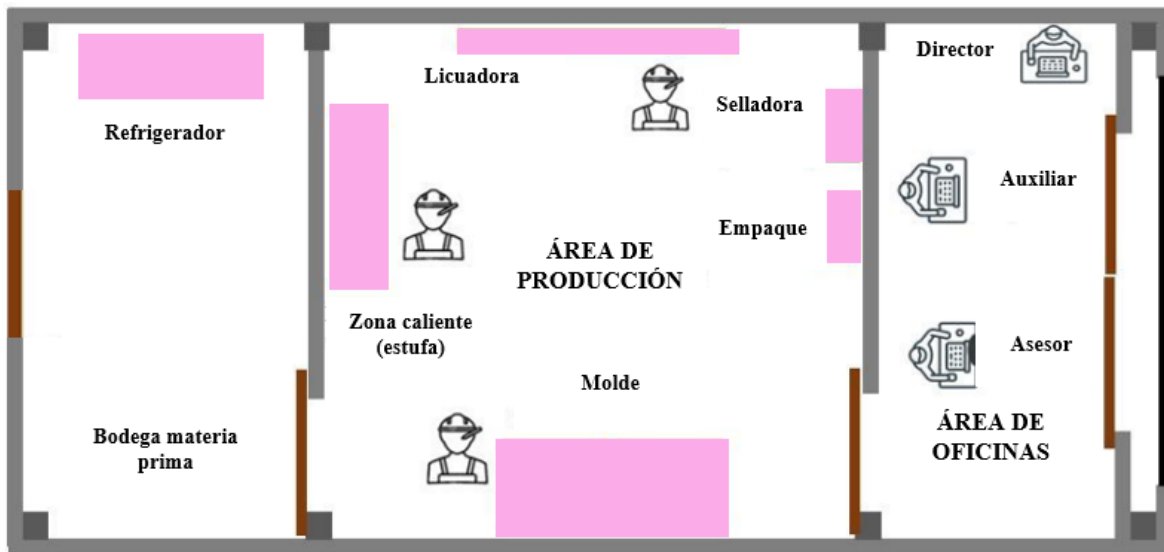 Refrigerador
Bodega materia
prima
Licuadora
Selladora
Empaque
ÁREA DE
PRODUCCIÓN
Zona caliente
(estufa)
Molde
Director
Auxiliar
Asesor
ÁREA DE
OFICINAS